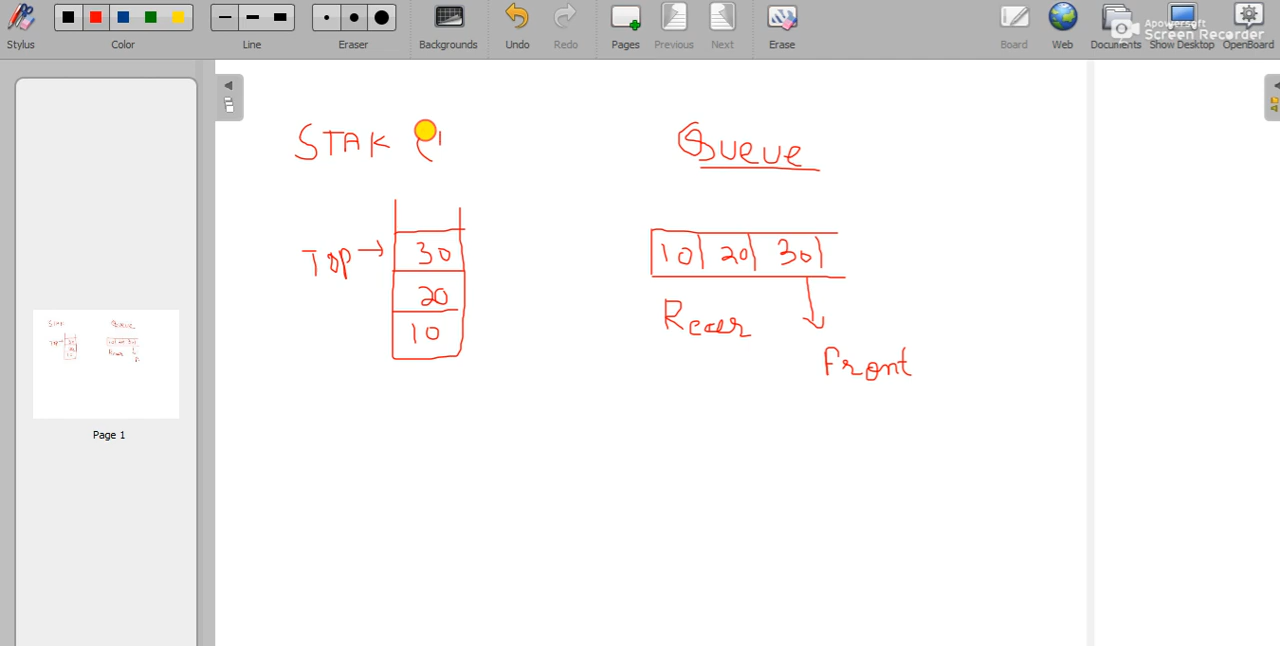 Stylus
Color
Line
Eraser
Backgrounds
Undo
Redo
Pages
Previous
Next
Erase
Board
Web
Documents
Show Desktop
OpenBoard
Apowersoft
Screen Recorder
STAK
Queue
Top → 30
20
10
10 20 30
Rear
Front
Page 1